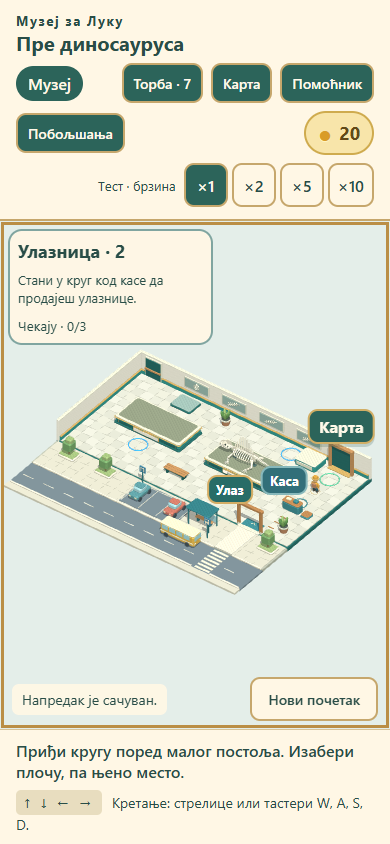 Музеј за Луку
Пре диносауруса
Музеј
Торба · 7
Карта
Помоћник
Побољшања
20
Тест · брзина
×1
×2
×5
×10
Улазница · 2
Стани у круг код касе да
продајеш улазнице.
Чекају · 0/3
Карта
Каса
Улаз
Напредак је сачуван.
Нови почетак
Приђи кругу поред малог постоља. Изабери
плочу, па њено место.
↑ ↓ ← → Кретање: стрелице или тастери W, A, S,
D.